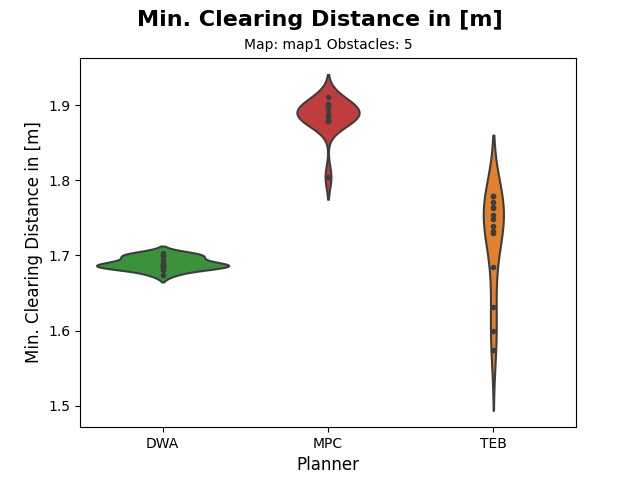 Min. Clearing Distance in [m]
Map: map1 Obstacles: 5
Min. Clearing Distance in [m]
1.9
1.8
1.7
1.6
1.5
DWA
MPC
TEB
Planner